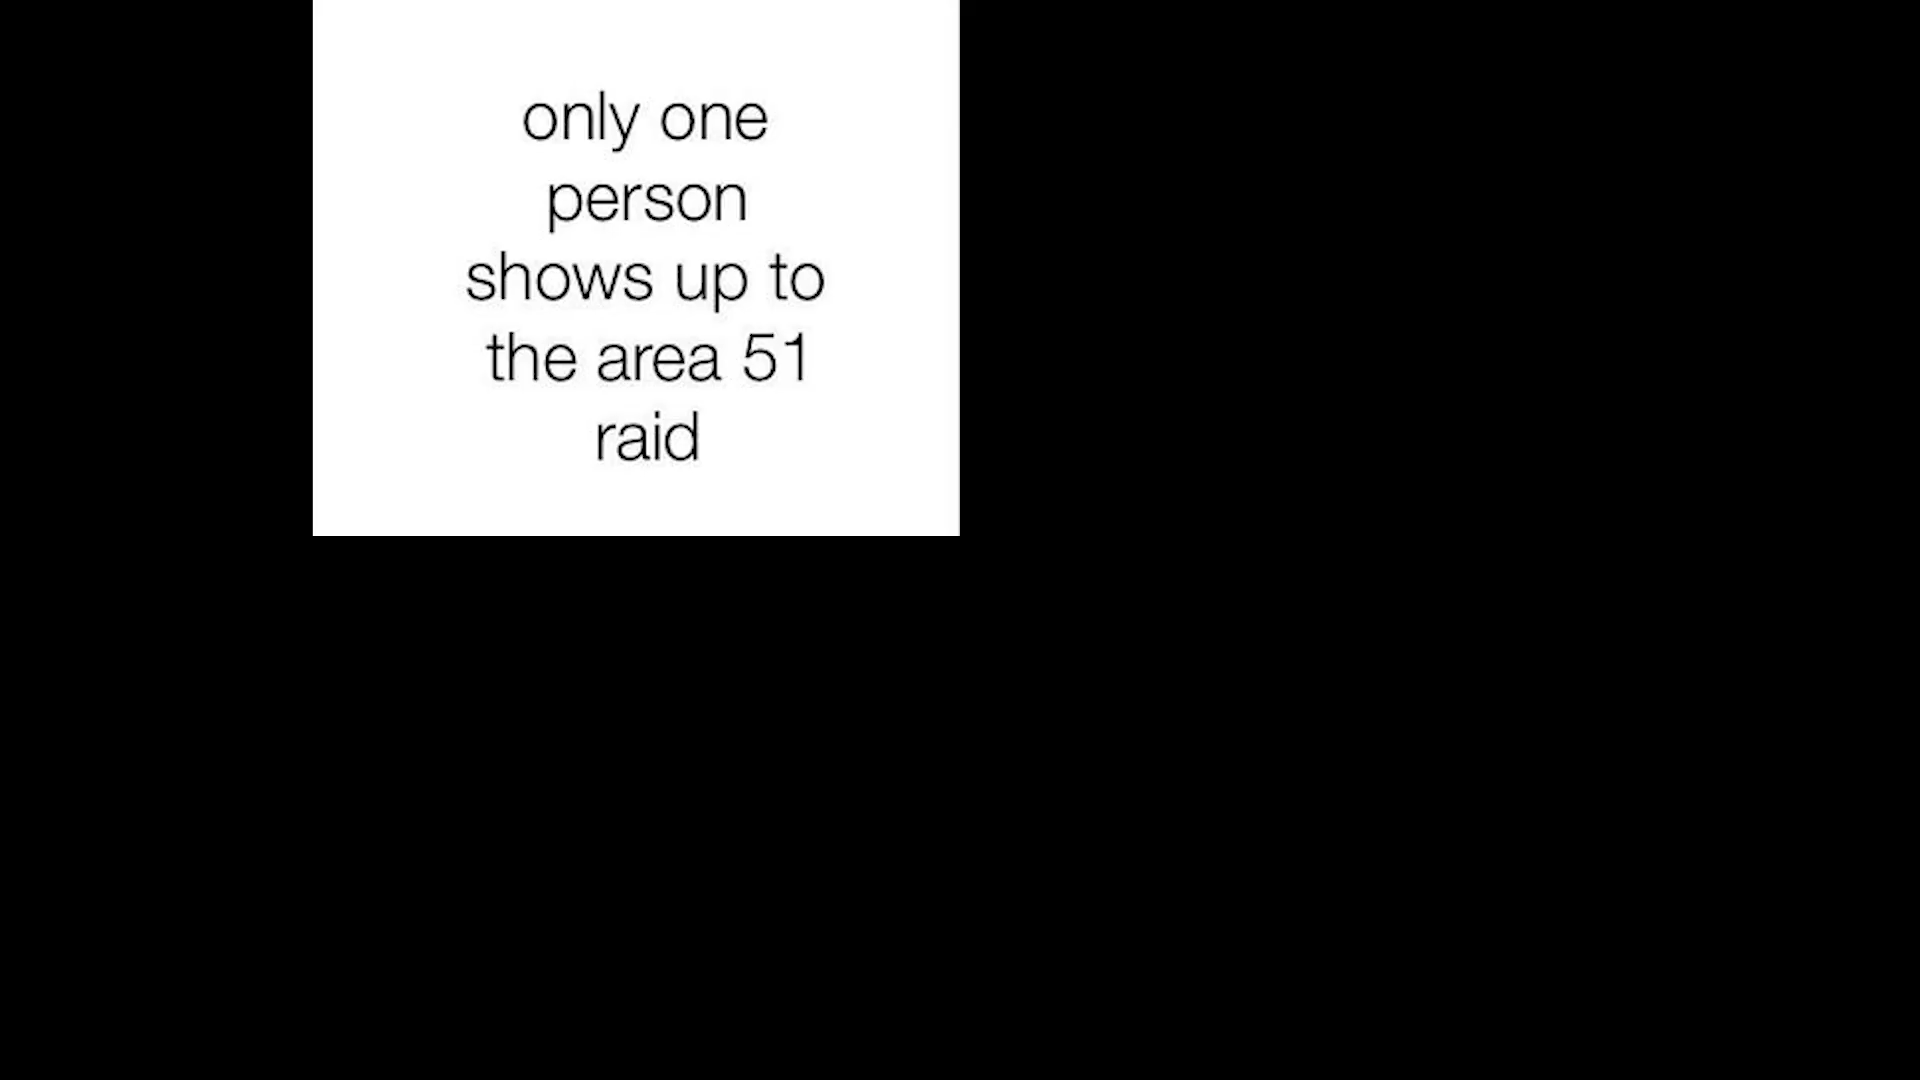 only one
person
shows up to
the area 51
raid